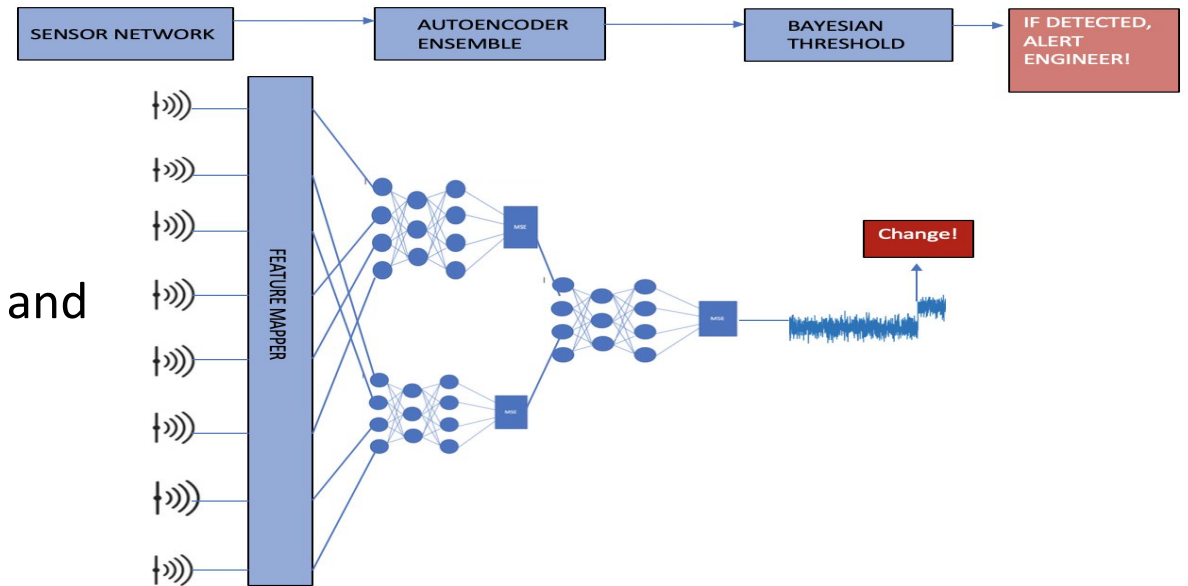 SENSOR NETWORK
AUTOENCODER
ENSEMBLE
BAYESIAN
THRESHOLD
IF DETECTED,
ALERT
ENGINEER!
FEATURE MAPPER
MSE
Change!
and
MSE
MSE